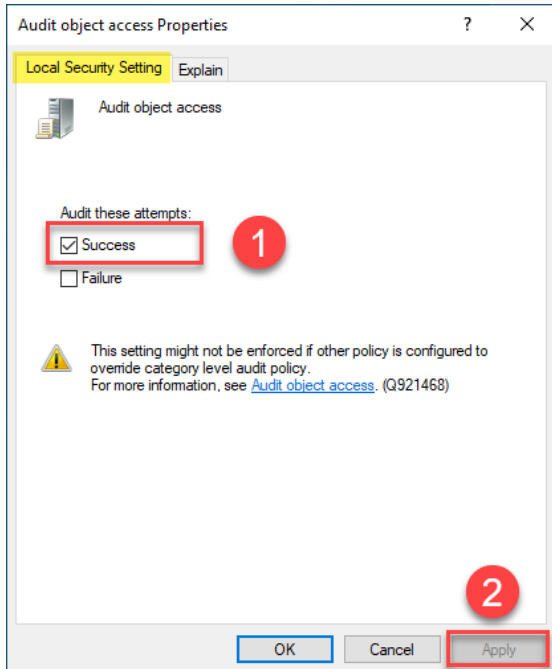 Audit object access Properties
? X
Local Security Setting Explain
Audit object access
Audit these attempts:
Success
1
Failure
This setting might not be enforced if other policy is configured to
override category level audit policy.
For more information, see Audit object access. (Q921468)
2
OK Cancel Apply